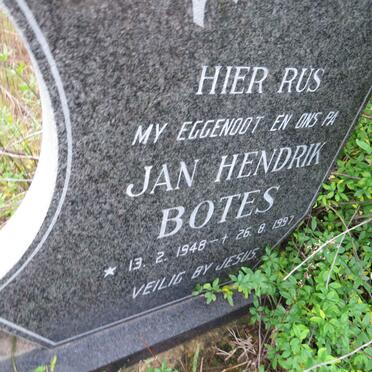 HIER RUS
MY EGGENOOT EN ONS PA
JAN HENDRIK
BOTES
* 13. 2. 1948 - † 26. 8. 1997
VEILIG BY JESUS.